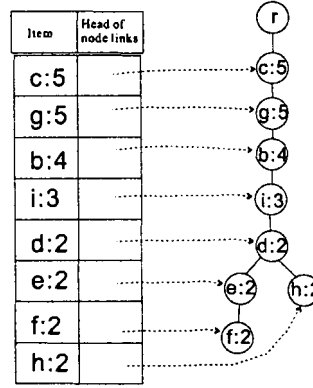 Item Head of node links
c:5
g:5
b:4
i:3
d:2
e:2
f:2
h:2
r
c:5
g:5
b:4
i:3
d:2
e:2
h:2
f:2